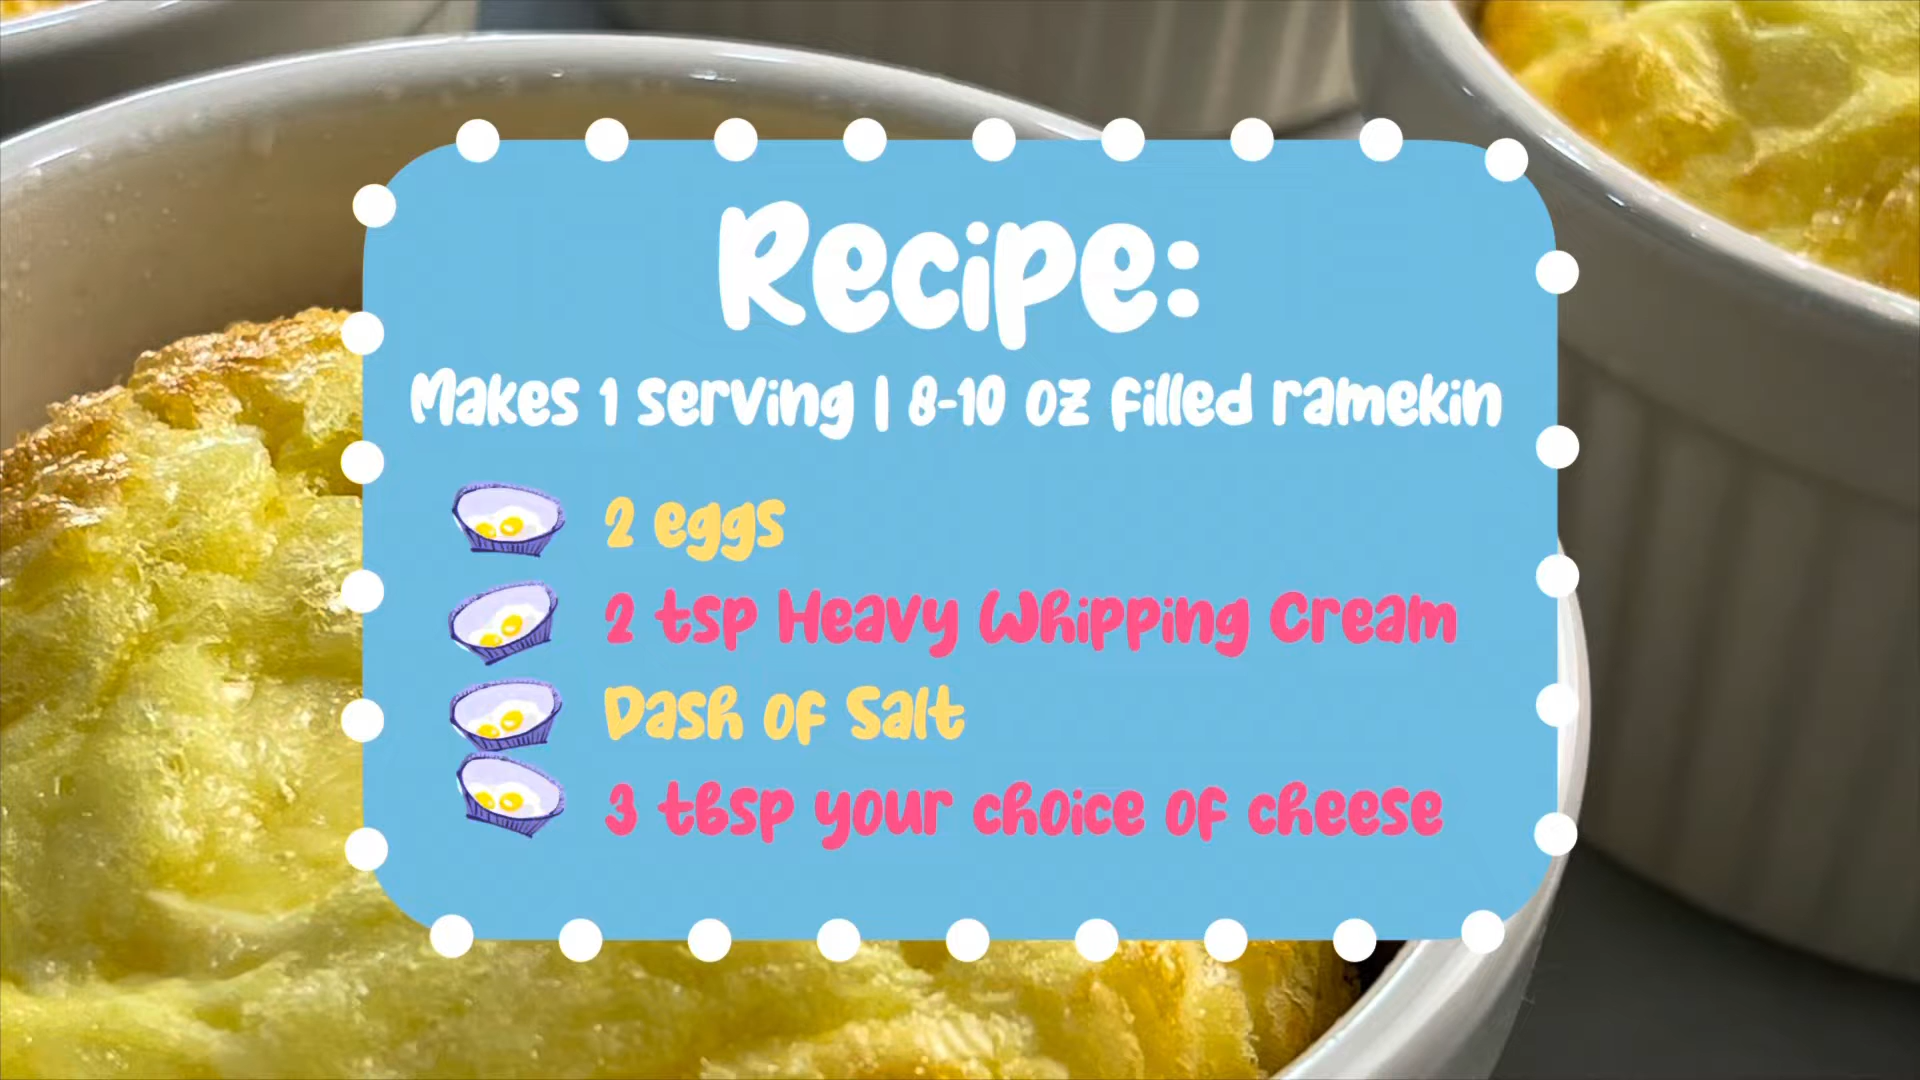 Recipe:
Makes 1 serving | 8-10 oz filled ramekin
2 eggs
2 tsp Heavy Whipping Cream
Dash of Salt
3 tbsp your choice of cheese